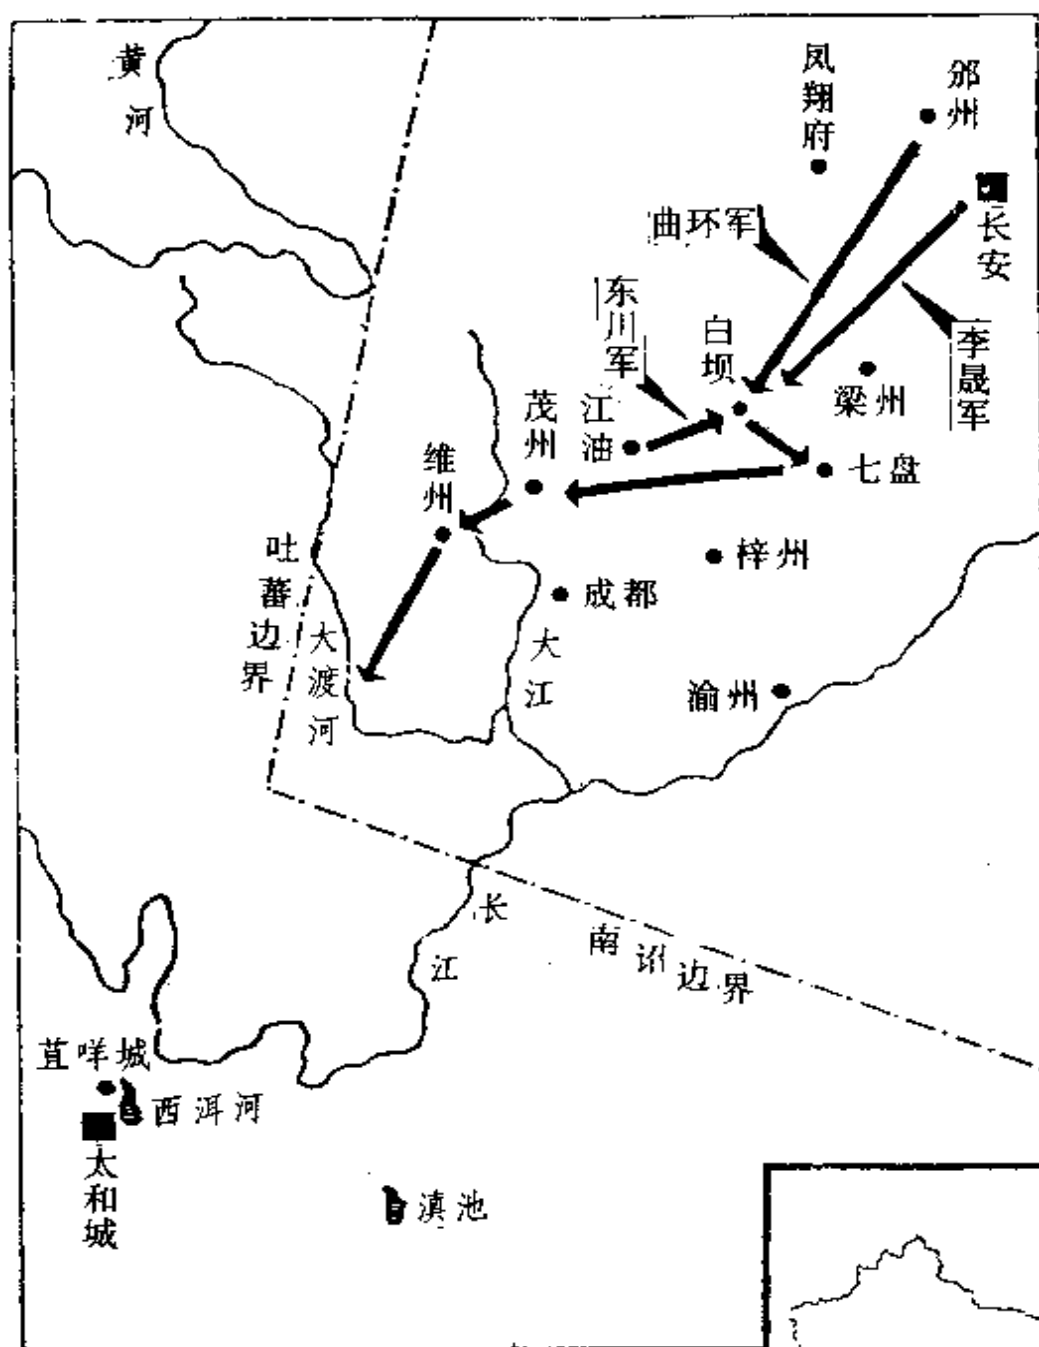 黄河
凤翔府
邠州
长安
曲环军
李晟军
东川军
白坝
梁州
江油
茂州
维州
七盘
梓州
成都
吐蕃边界
大渡河
大江
渝州
长江
南诏边界
苴咩城
西洱河
太和城
滇池